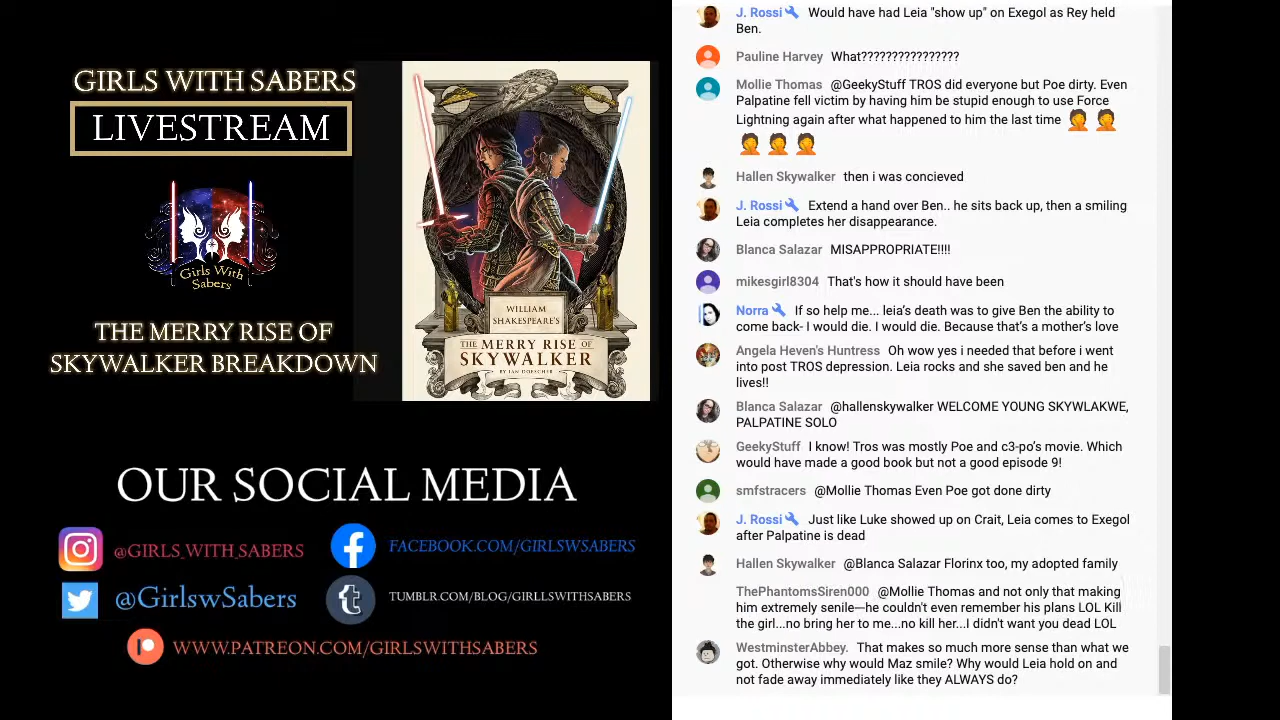 GIRLS WITH SABERS
LIVESTREAM
Girls With
Sabers
THE MERRY RISE OF
SKYWALKER BREAKDOWN
WILLIAM
SHAKESPEARE'S
THE MERRY RISE OF
SKYWALKER
BY IAN DOESCHER
OUR SOCIAL MEDIA
@GIRLS_WITH_SABERS
FACEBOOK.COM/GIRLSWSABERS
@GirlswSabers
TUMBLR.COM/BLOG/GIRLLSWITHSABERS
WWW.PATREON.COM/GIRLSWITHSABERS
J. Rossi Would have had Leia "show up" on Exegol as Rey held
Ben.
Pauline Harvey What????????????????
Mollie Thomas @GeekyStuff TROS did everyone but Poe dirty. Even
Palpatine fell victim by having him be stupid enough to use Force
Lightning again after what happened to him the last time 🤦 🤦
🤦 🤦 🤦
Hallen Skywalker then i was concieved
J. Rossi Extend a hand over Ben.. he sits back up, then a smiling
Leia completes her disappearance.
Blanca Salazar MISAPPROPRIATE!!!!
mikesgirl8304 That's how it should have been
Norra If so help me... leia’s death was to give Ben the ability to
come back- I would die. I would die. Because that’s a mother’s love
Angela Heven's Huntress Oh wow yes i needed that before i went
into post TROS depression. Leia rocks and she saved ben and he
lives!!
Blanca Salazar @hallenskywalker WELCOME YOUNG SKYWLAKWE,
PALPATINE SOLO
GeekyStuff I know! Tros was mostly Poe and c3-po’s movie. Which
would have made a good book but not a good episode 9!
smfstracers @Mollie Thomas Even Poe got done dirty
J. Rossi Just like Luke showed up on Crait, Leia comes to Exegol
after Palpatine is dead
Hallen Skywalker @Blanca Salazar Florinx too, my adopted family
ThePhantomsSiren000 @Mollie Thomas and not only that making
him extremely senile—he couldn't even remember his plans LOL Kill
the girl...no bring her to me...no kill her...I didn't want you dead LOL
WestminsterAbbey. That makes so much more sense than what we
got. Otherwise why would Maz smile? Why would Leia hold on and
not fade away immediately like they ALWAYS do?